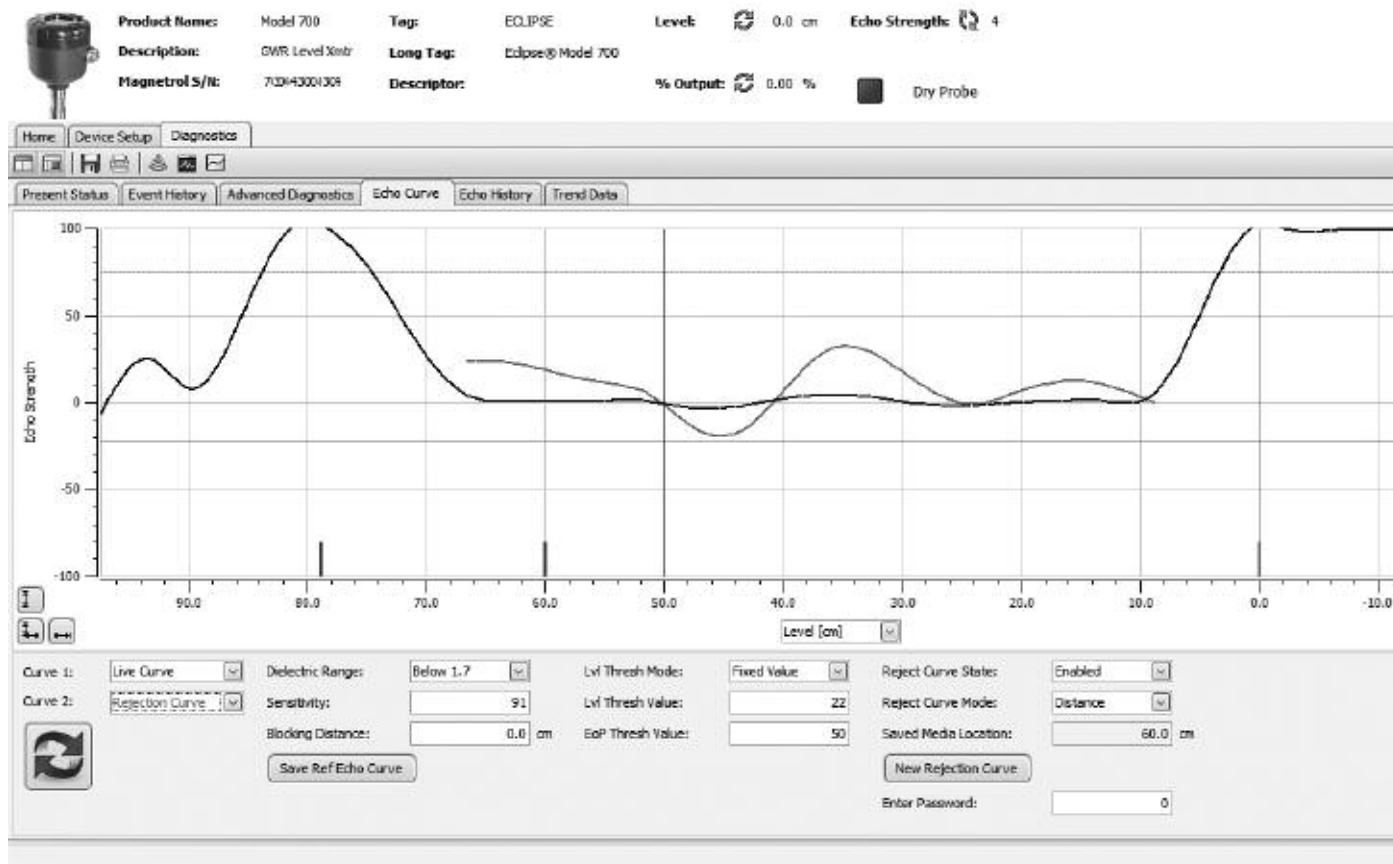 Product Name: Model 700 Tag: ECLIPSE Level: 0.0 cm Echo Strength: 4
Description: GWR Level Xmtr Long Tag: Eclipse® Model 700
Magnetrol S/N: Descriptor: % Output: 0.00 % Dry Probe
Home Device Setup Diagnostics
Present Status Event History Advanced Diagnostics Echo Curve Echo History Trend Data
Echo Strength
100
50
0
-50
-100
90.0 80.0 70.0 60.0 50.0 40.0 30.0 20.0 10.0 0.0 -10.0
Level [cm]
Curve 1: Live Curve Dielectric Range: Below 1.7 Lvl Thresh Mode: Fixed Value Reject Curve State: Enabled
Curve 2: Rejection Curve Sensitivity: 91 Lvl Thresh Value: 22 Reject Curve Mode: Distance
Blocking Distance: 0.0 cm EoP Thresh Value: 50 Saved Media Location: 60.0 cm
Save Ref Echo Curve New Rejection Curve
Enter Password: 0